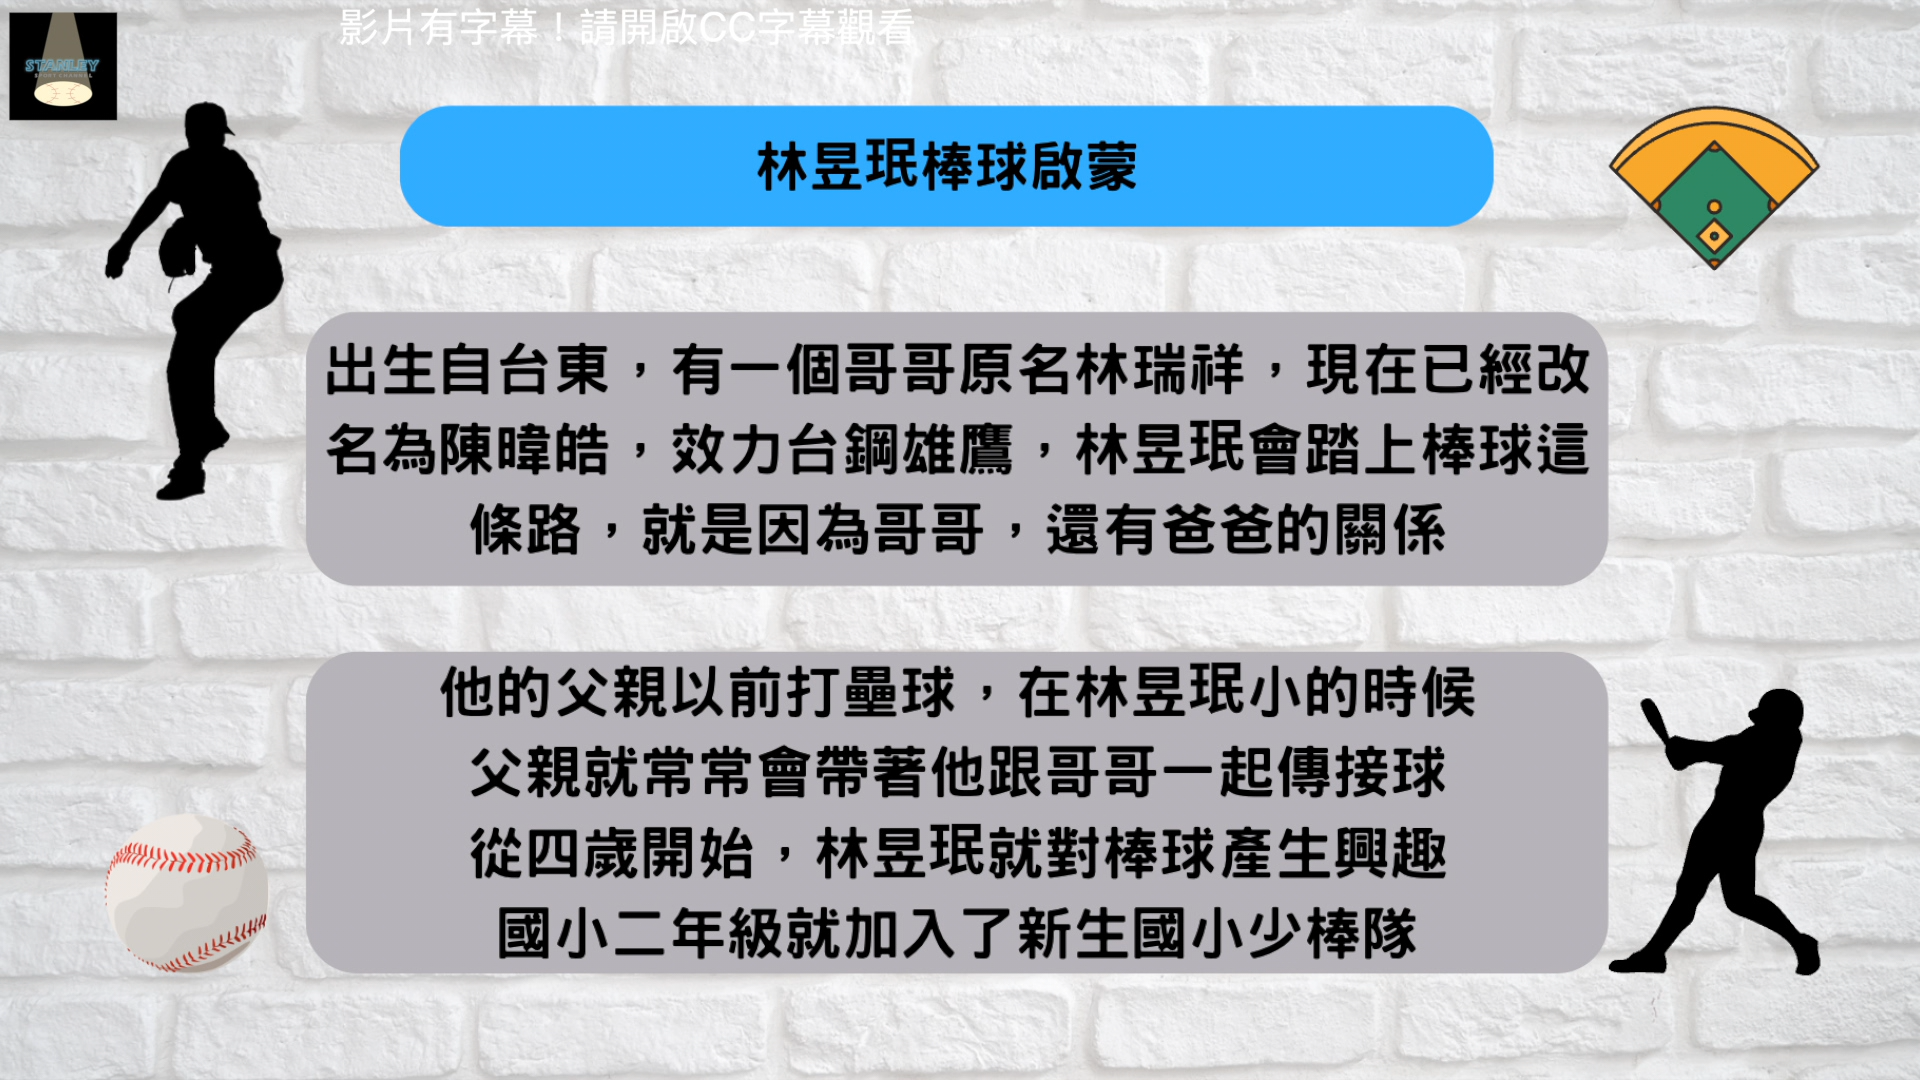 影片有字幕！請開啟CC字幕觀看
STANLEY
SPORT CHANNEL
林昱珉棒球啟蒙
出生自台東，有一個哥哥原名林瑞祥，現在已經改
名為陳暐皓，效力台鋼雄鷹，林昱珉會踏上棒球這
條路，就是因為哥哥，還有爸爸的關係
他的父親以前打壘球，在林昱珉小的時候
父親就常常會帶著他跟哥哥一起傳接球
從四歲開始，林昱珉就對棒球產生興趣
國小二年級就加入了新生國小少棒隊